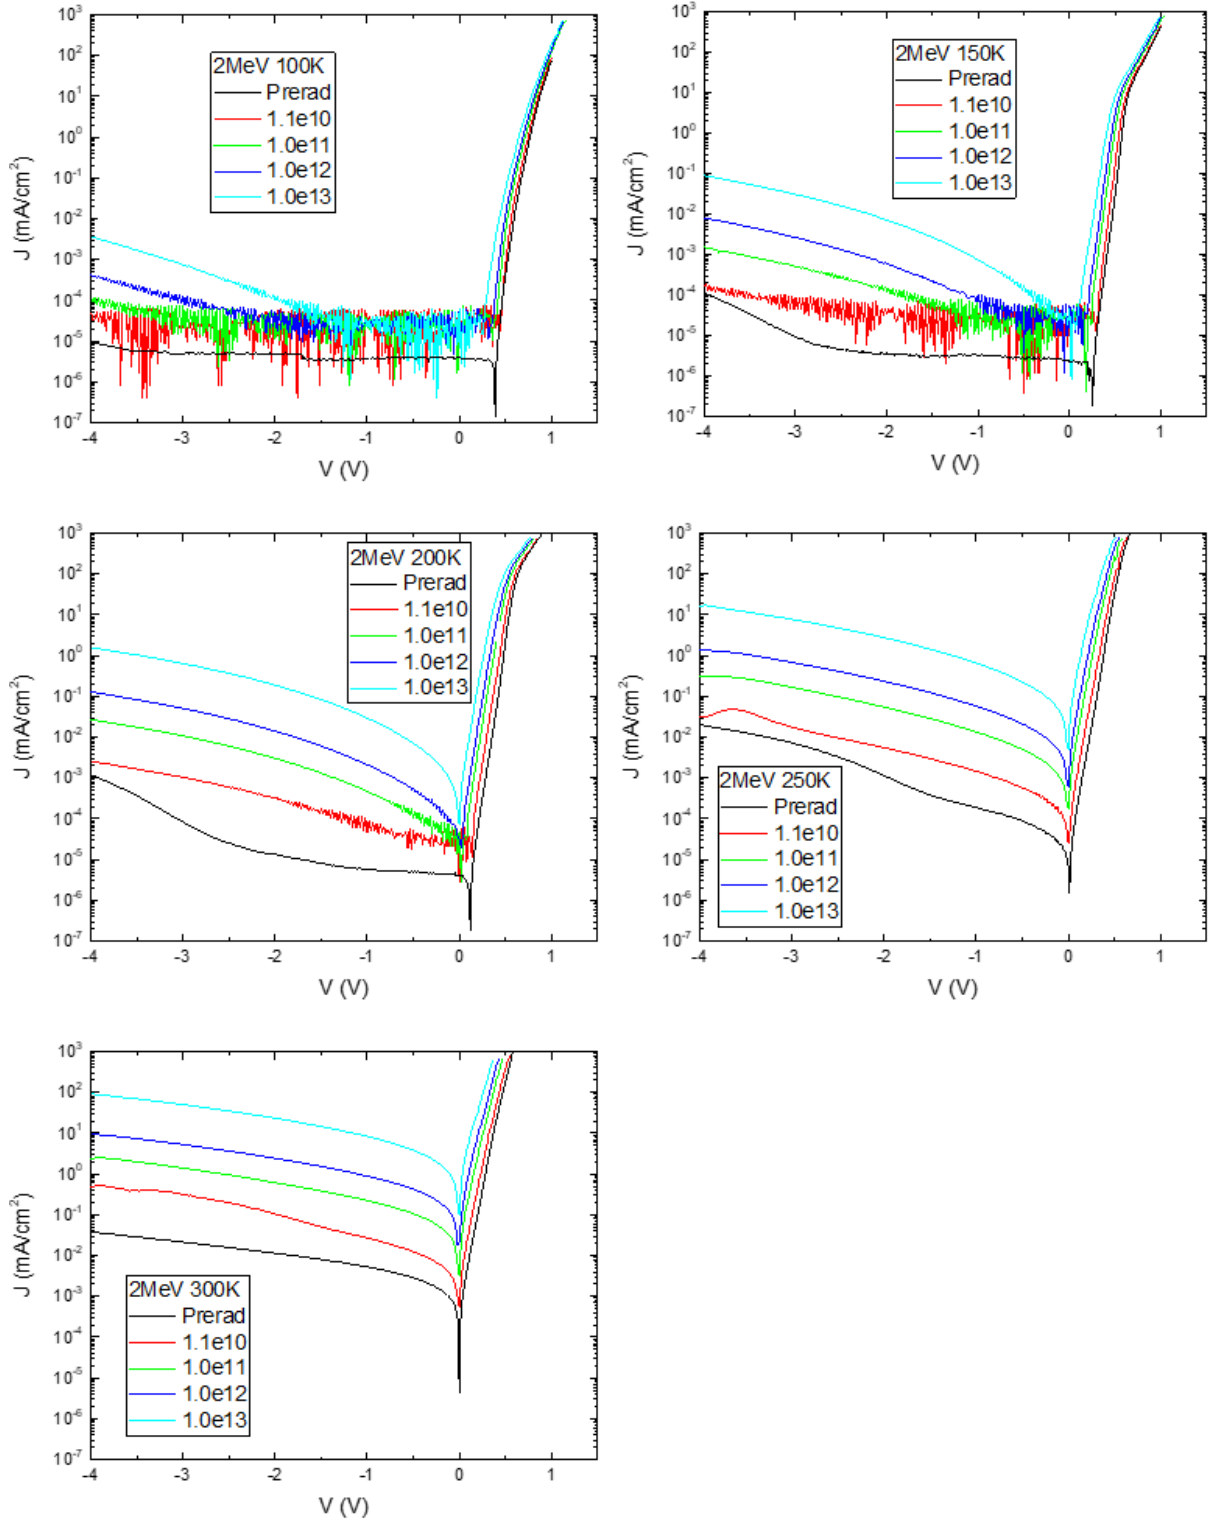 10³
10²
10¹
10⁰
10⁻¹
10⁻²
10⁻³
10⁻⁴
10⁻⁵
10⁻⁶
10⁻⁷
J (mA/cm²)
2MeV 100K
Prerad
1.1e10
1.0e11
1.0e12
1.0e13
-4 -3 -2 -1 0 1
V (V)
10³
10²
10¹
10⁰
10⁻¹
10⁻²
10⁻³
10⁻⁴
10⁻⁵
10⁻⁶
10⁻⁷
J (mA/cm²)
2MeV 150K
Prerad
1.1e10
1.0e11
1.0e12
1.0e13
-4 -3 -2 -1 0 1
V (V)
10³
10²
10¹
10⁰
10⁻¹
10⁻²
10⁻³
10⁻⁴
10⁻⁵
10⁻⁶
10⁻⁷
J (mA/cm²)
2MeV 200K
Prerad
1.1e10
1.0e11
1.0e12
1.0e13
-4 -3 -2 -1 0 1
V (V)
10³
10²
10¹
10⁰
10⁻¹
10⁻²
10⁻³
10⁻⁴
10⁻⁵
10⁻⁶
10⁻⁷
J (mA/cm²)
2MeV 250K
Prerad
1.1e10
1.0e11
1.0e12
1.0e13
-4 -3 -2 -1 0 1
V (V)
10³
10²
10¹
10⁰
10⁻¹
10⁻²
10⁻³
10⁻⁴
10⁻⁵
10⁻⁶
10⁻⁷
J (mA/cm²)
2MeV 300K
Prerad
1.1e10
1.0e11
1.0e12
1.0e13
-4 -3 -2 -1 0 1
V (V)